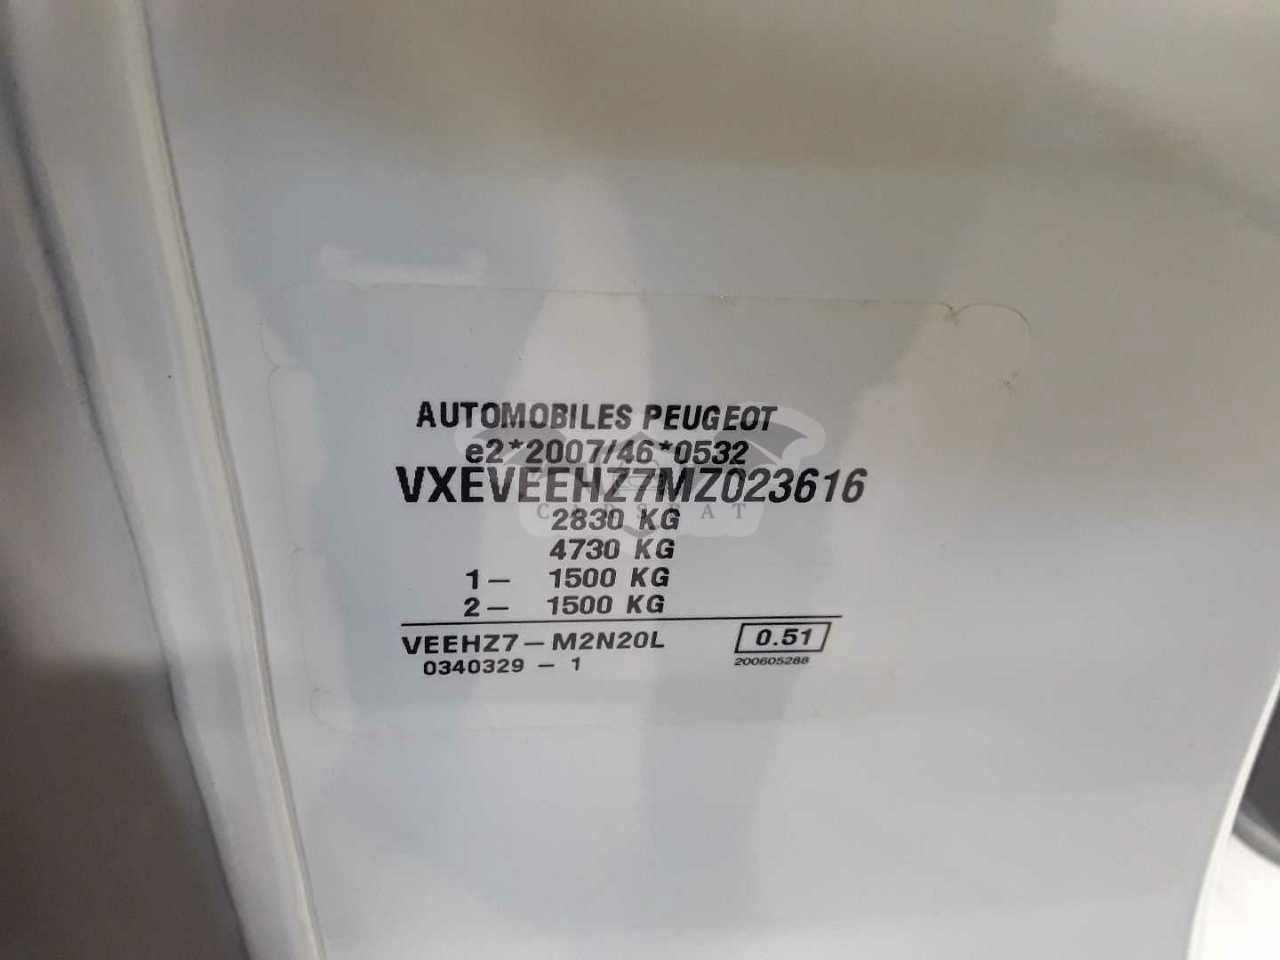 AUTOMOBILES PEUGEOT
e2*2007/46*0532
VXEVEEHZ7MZ023616
CARSEAT
2830 KG
4730 KG
1- 1500 KG
2- 1500 KG
VEEHZ7-M2N20L 0.51
0340329 - 1 200605288